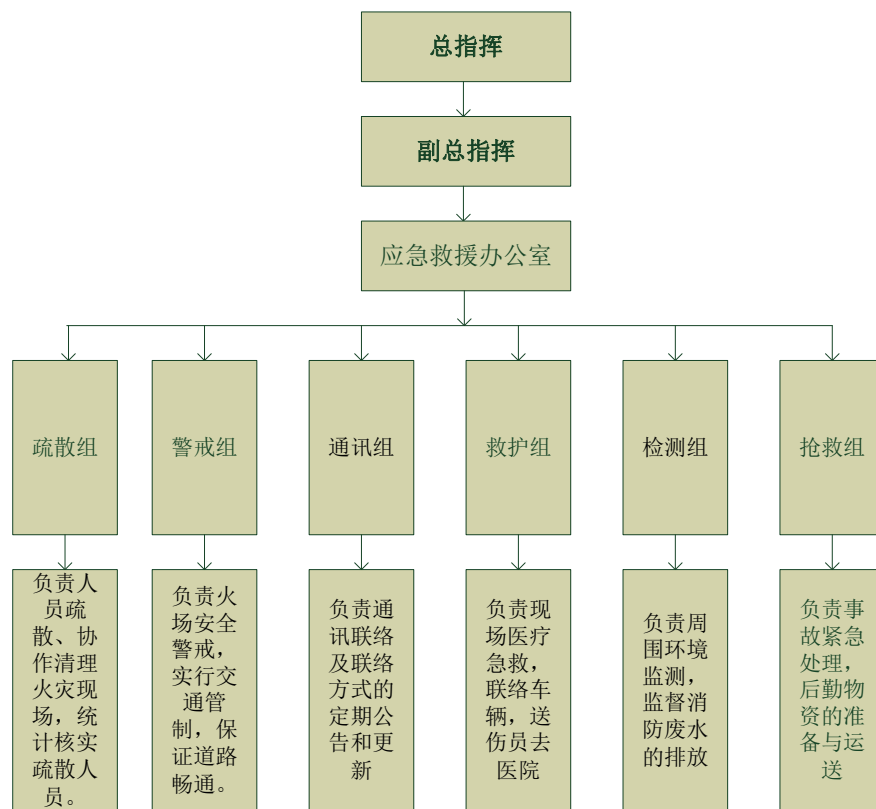 总指挥
副总指挥
应急救援办公室
疏散组
警戒组
通讯组
救护组
检测组
抢救组
负责人
员疏
散、协
作清理
火灾现
场，统
计核实
疏散人
员。
负责火
场安全
警戒，
实行交
通管
制，保
证道路
畅通。
负责通
讯联络
及联络
方式的
定期公
告和更
新
负责现
场医疗
急救，
联络车
辆，送
伤员去
医院
负责周
围环境
监测，
监督消
防废水
的排放
负责事
故紧急
处理，
后勤物
资的准
备与运
送